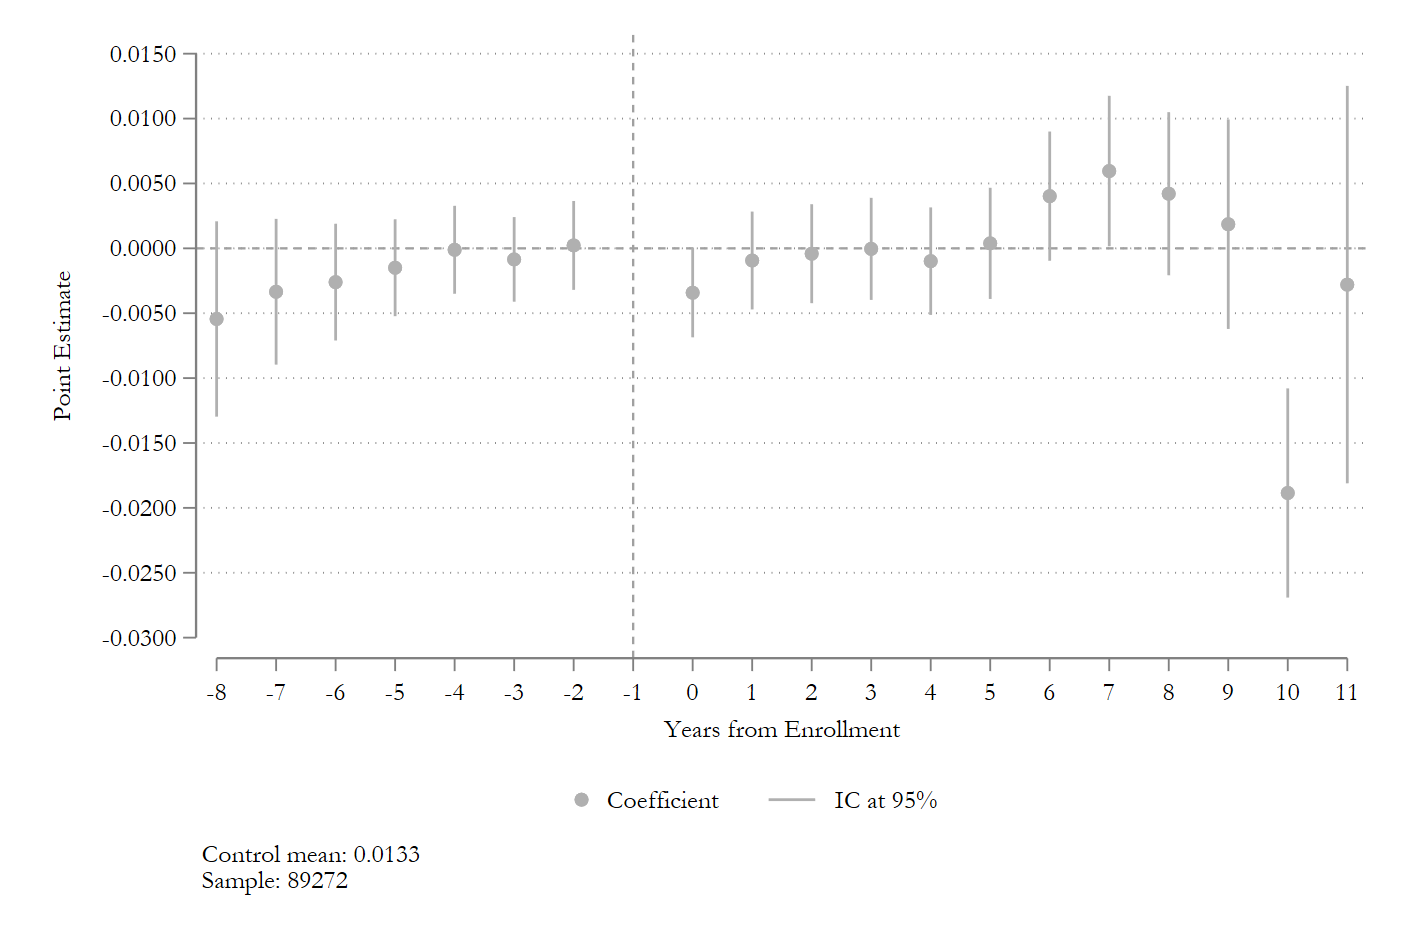 0.0150
0.0100
0.0050
0.0000
-0.0050
-0.0100
-0.0150
-0.0200
-0.0250
-0.0300
Point Estimate
-8 -7 -6 -5 -4 -3 -2 -1 0 1 2 3 4 5 6 7 8 9 10 11
Years from Enrollment
Coefficient IC at 95%
Control mean: 0.0133
Sample: 89272